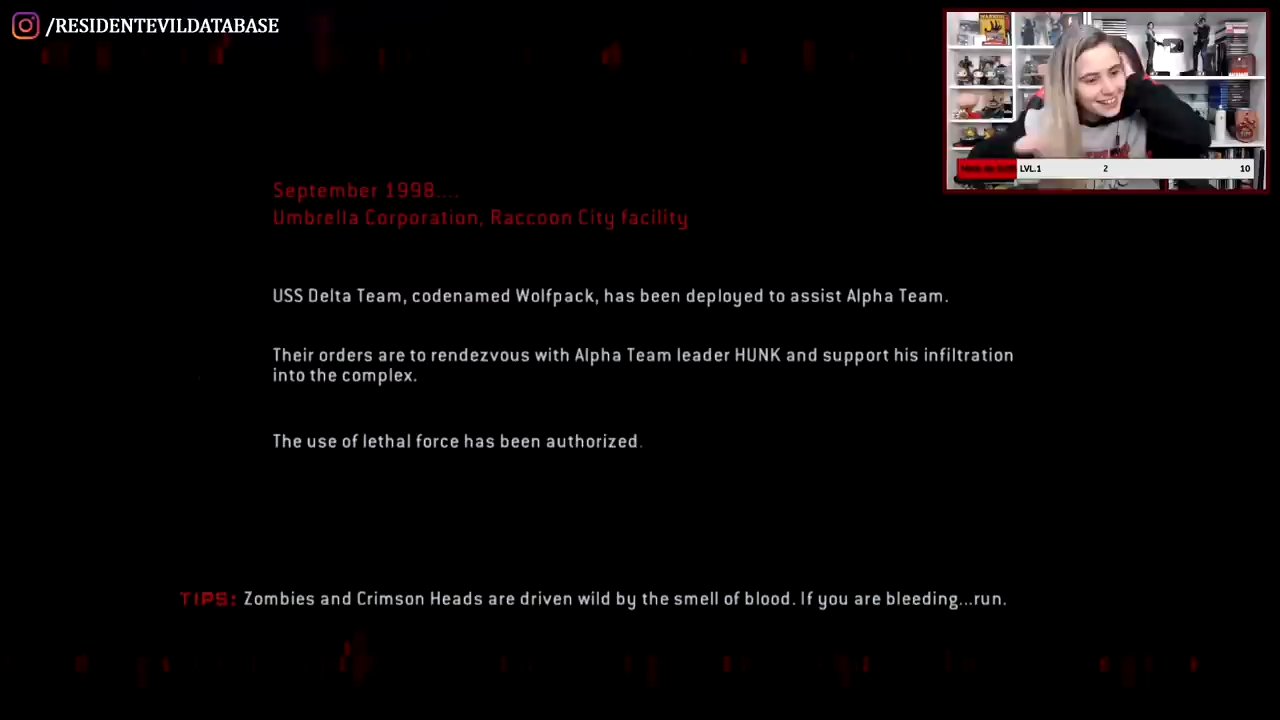 /RESIDENTEVILDATABASE
LVL.1
2
10
September 1998....
Umbrella Corporation, Raccoon City facility
USS Delta Team, codenamed Wolfpack, has been deployed to assist Alpha Team.
Their orders are to rendezvous with Alpha Team leader HUNK and support his infiltration
into the complex.
The use of lethal force has been authorized.
TIPS: Zombies and Crimson Heads are driven wild by the smell of blood. If you are bleeding...run.